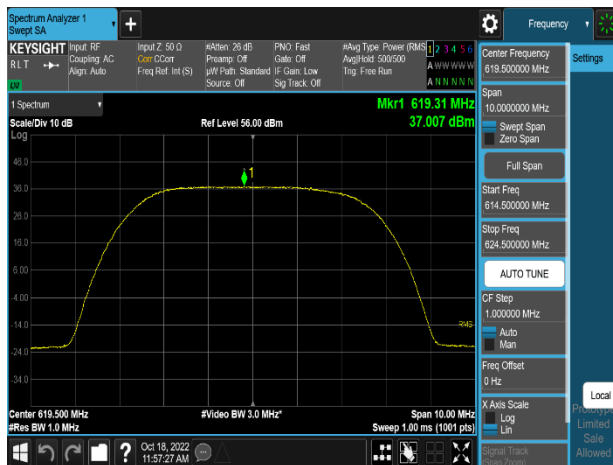 Spectrum Analyzer 1
Swept SA
+
Frequency
KEYSIGHT
RLT
Input: RF
Coupling: AC
Align: Auto
Input Z: 50 Ω
Corr CCorr
Freq Ref: Int (S)
#Atten: 26 dB
Preamp: Off
µW Path: Standard
Source: Off
PNO: Fast
Gate: Off
IF Gain: Low
Sig Track: Off
#Avg Type: Power (RMS
Avg|Hold: 500/500
Trig: Free Run
1 2 3 4 5 6
A W W W W W
A N N N N N
1 Spectrum
Scale/Div 10 dB
Log
Ref Level 56.00 dBm
Mkr1 619.31 MHz
37.007 dBm
46.0
36.0
26.0
16.0
6.00
-4.00
-14.0
-24.0
-34.0
1
RMS
Center 619.500 MHz
#Res BW 1.0 MHz
#Video BW 3.0 MHz*
Span 10.00 MHz
Sweep 1.00 ms (1001 pts)
Oct 18, 2022
11:57:27 AM
?
Center Frequency
619.500000 MHz
Span
10.0000000 MHz
Swept Span
Zero Span
Full Span
Start Freq
614.500000 MHz
Stop Freq
624.500000 MHz
AUTO TUNE
CF Step
1.000000 MHz
Auto
Man
Freq Offset
0 Hz
X Axis Scale
Log
Lin
Signal Track
(Span Zoom)
Settings
Local
Prototype
Limited
Sale
Allowed